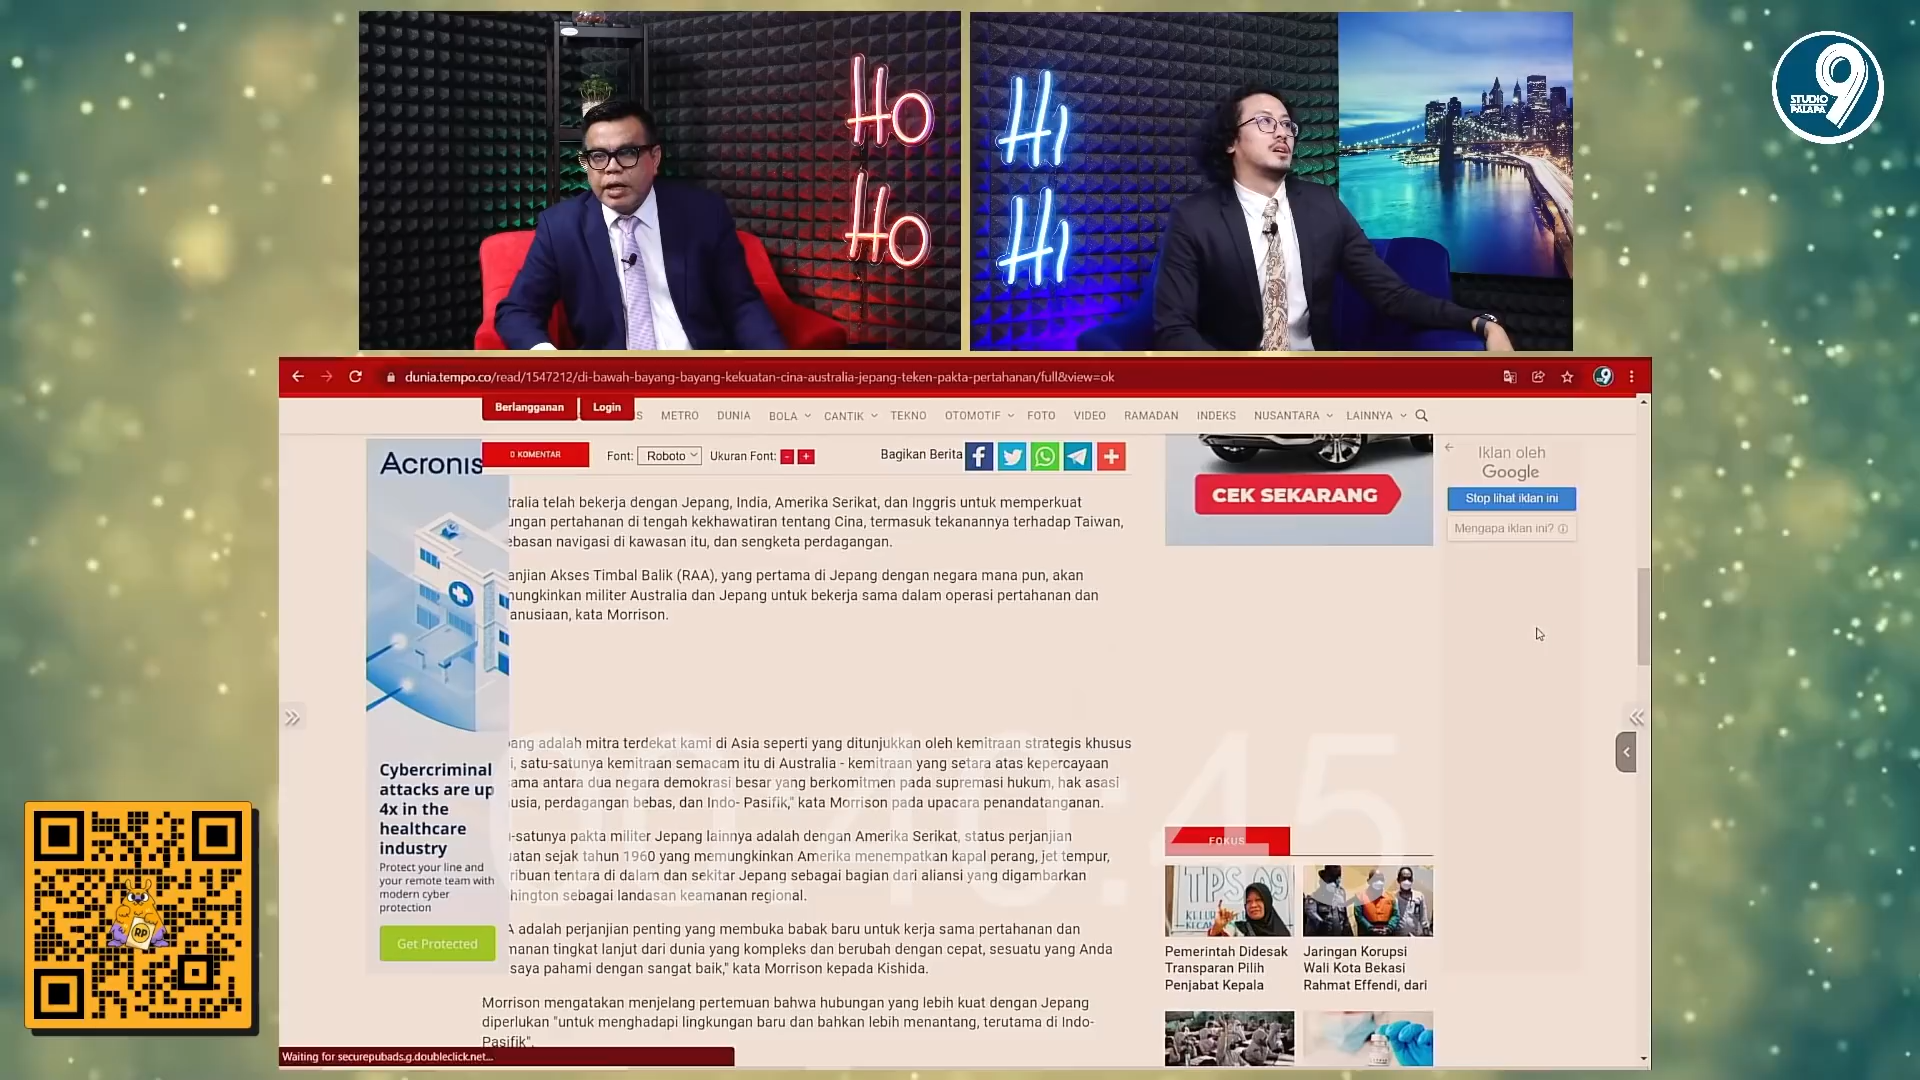 HO
HO
HI
HI
9
STUDIO
PALAPA
dunia.tempo.co/read/1547212/di-bawah-bayang-bayang-kekuatan-cina-australia-jepang-teken-pakta-pertahanan/full&view=ok
Berlangganan Login
METRO DUNIA BOLA CANTIK TEKNO OTOMOTIF FOTO VIDEO RAMADAN INDEKS NUSANTARA LAINNYA
0 KOMENTAR Font: Roboto Ukuran Font: - + Bagikan Berita
tralia telah bekerja dengan Jepang, India, Amerika Serikat, dan Inggris untuk memperkuat
ungan pertahanan di tengah kekhawatiran tentang Cina, termasuk tekanannya terhadap Taiwan,
ebasan navigasi di kawasan itu, dan sengketa perdagangan.
anjian Akses Timbal Balik (RAA), yang pertama di Jepang dengan negara mana pun, akan
nungkinkan militer Australia dan Jepang untuk bekerja sama dalam operasi pertahanan dan
anusiaan, kata Morrison.
ang adalah mitra terdekat kami di Asia seperti yang ditunjukkan oleh kemitraan strategis khusus
i, satu-satunya kemitraan semacam itu di Australia - kemitraan yang setara atas kepercayaan
ama antara dua negara demokrasi besar yang berkomitmen pada supremasi hukum, hak asasi
usia, perdagangan bebas, dan Indo- Pasifik," kata Morrison pada upacara penandatanganan.
-satunya pakta militer Jepang lainnya adalah dengan Amerika Serikat, status perjanjian
uatan sejak tahun 1960 yang memungkinkan Amerika menempatkan kapal perang, jet tempur,
ribuan tentara di dalam dan sekitar Jepang sebagai bagian dari aliansi yang digambarkan
hington sebagai landasan keamanan regional.
A adalah perjanjian penting yang membuka babak baru untuk kerja sama pertahanan dan
manan tingkat lanjut dari dunia yang kompleks dan berubah dengan cepat, sesuatu yang Anda
saya pahami dengan sangat baik," kata Morrison kepada Kishida.
Morrison mengatakan menjelang pertemuan bahwa hubungan yang lebih kuat dengan Jepang
diperlukan "untuk menghadapi lingkungan baru dan bahkan lebih menantang, terutama di Indo-
Pasifik".
Acronis
Cybercriminal
attacks are up
4x in the
healthcare
industry
Protect your line and
your remote team with
modern cyber
protection
Get Protected
CEK SEKARANG
Iklan oleh
Google
Stop lihat iklan ini
Mengapa iklan ini?
FOKUS
TPS 09
Pemerintah Didesak
Transparan Pilih
Penjabat Kepala
Jaringan Korupsi
Wali Kota Bekasi
Rahmat Effendi, dari
RP
Waiting for securepubads.g.doubleclick.net...